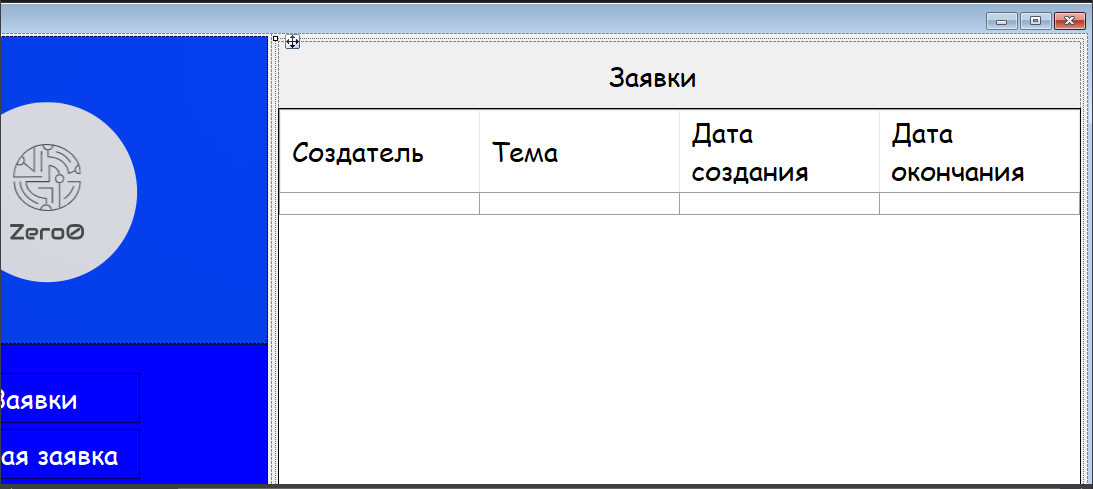 Заявки
Создатель
Тема
Дата
создания
Дата
окончания
Zero0
Заявки
ая заявка